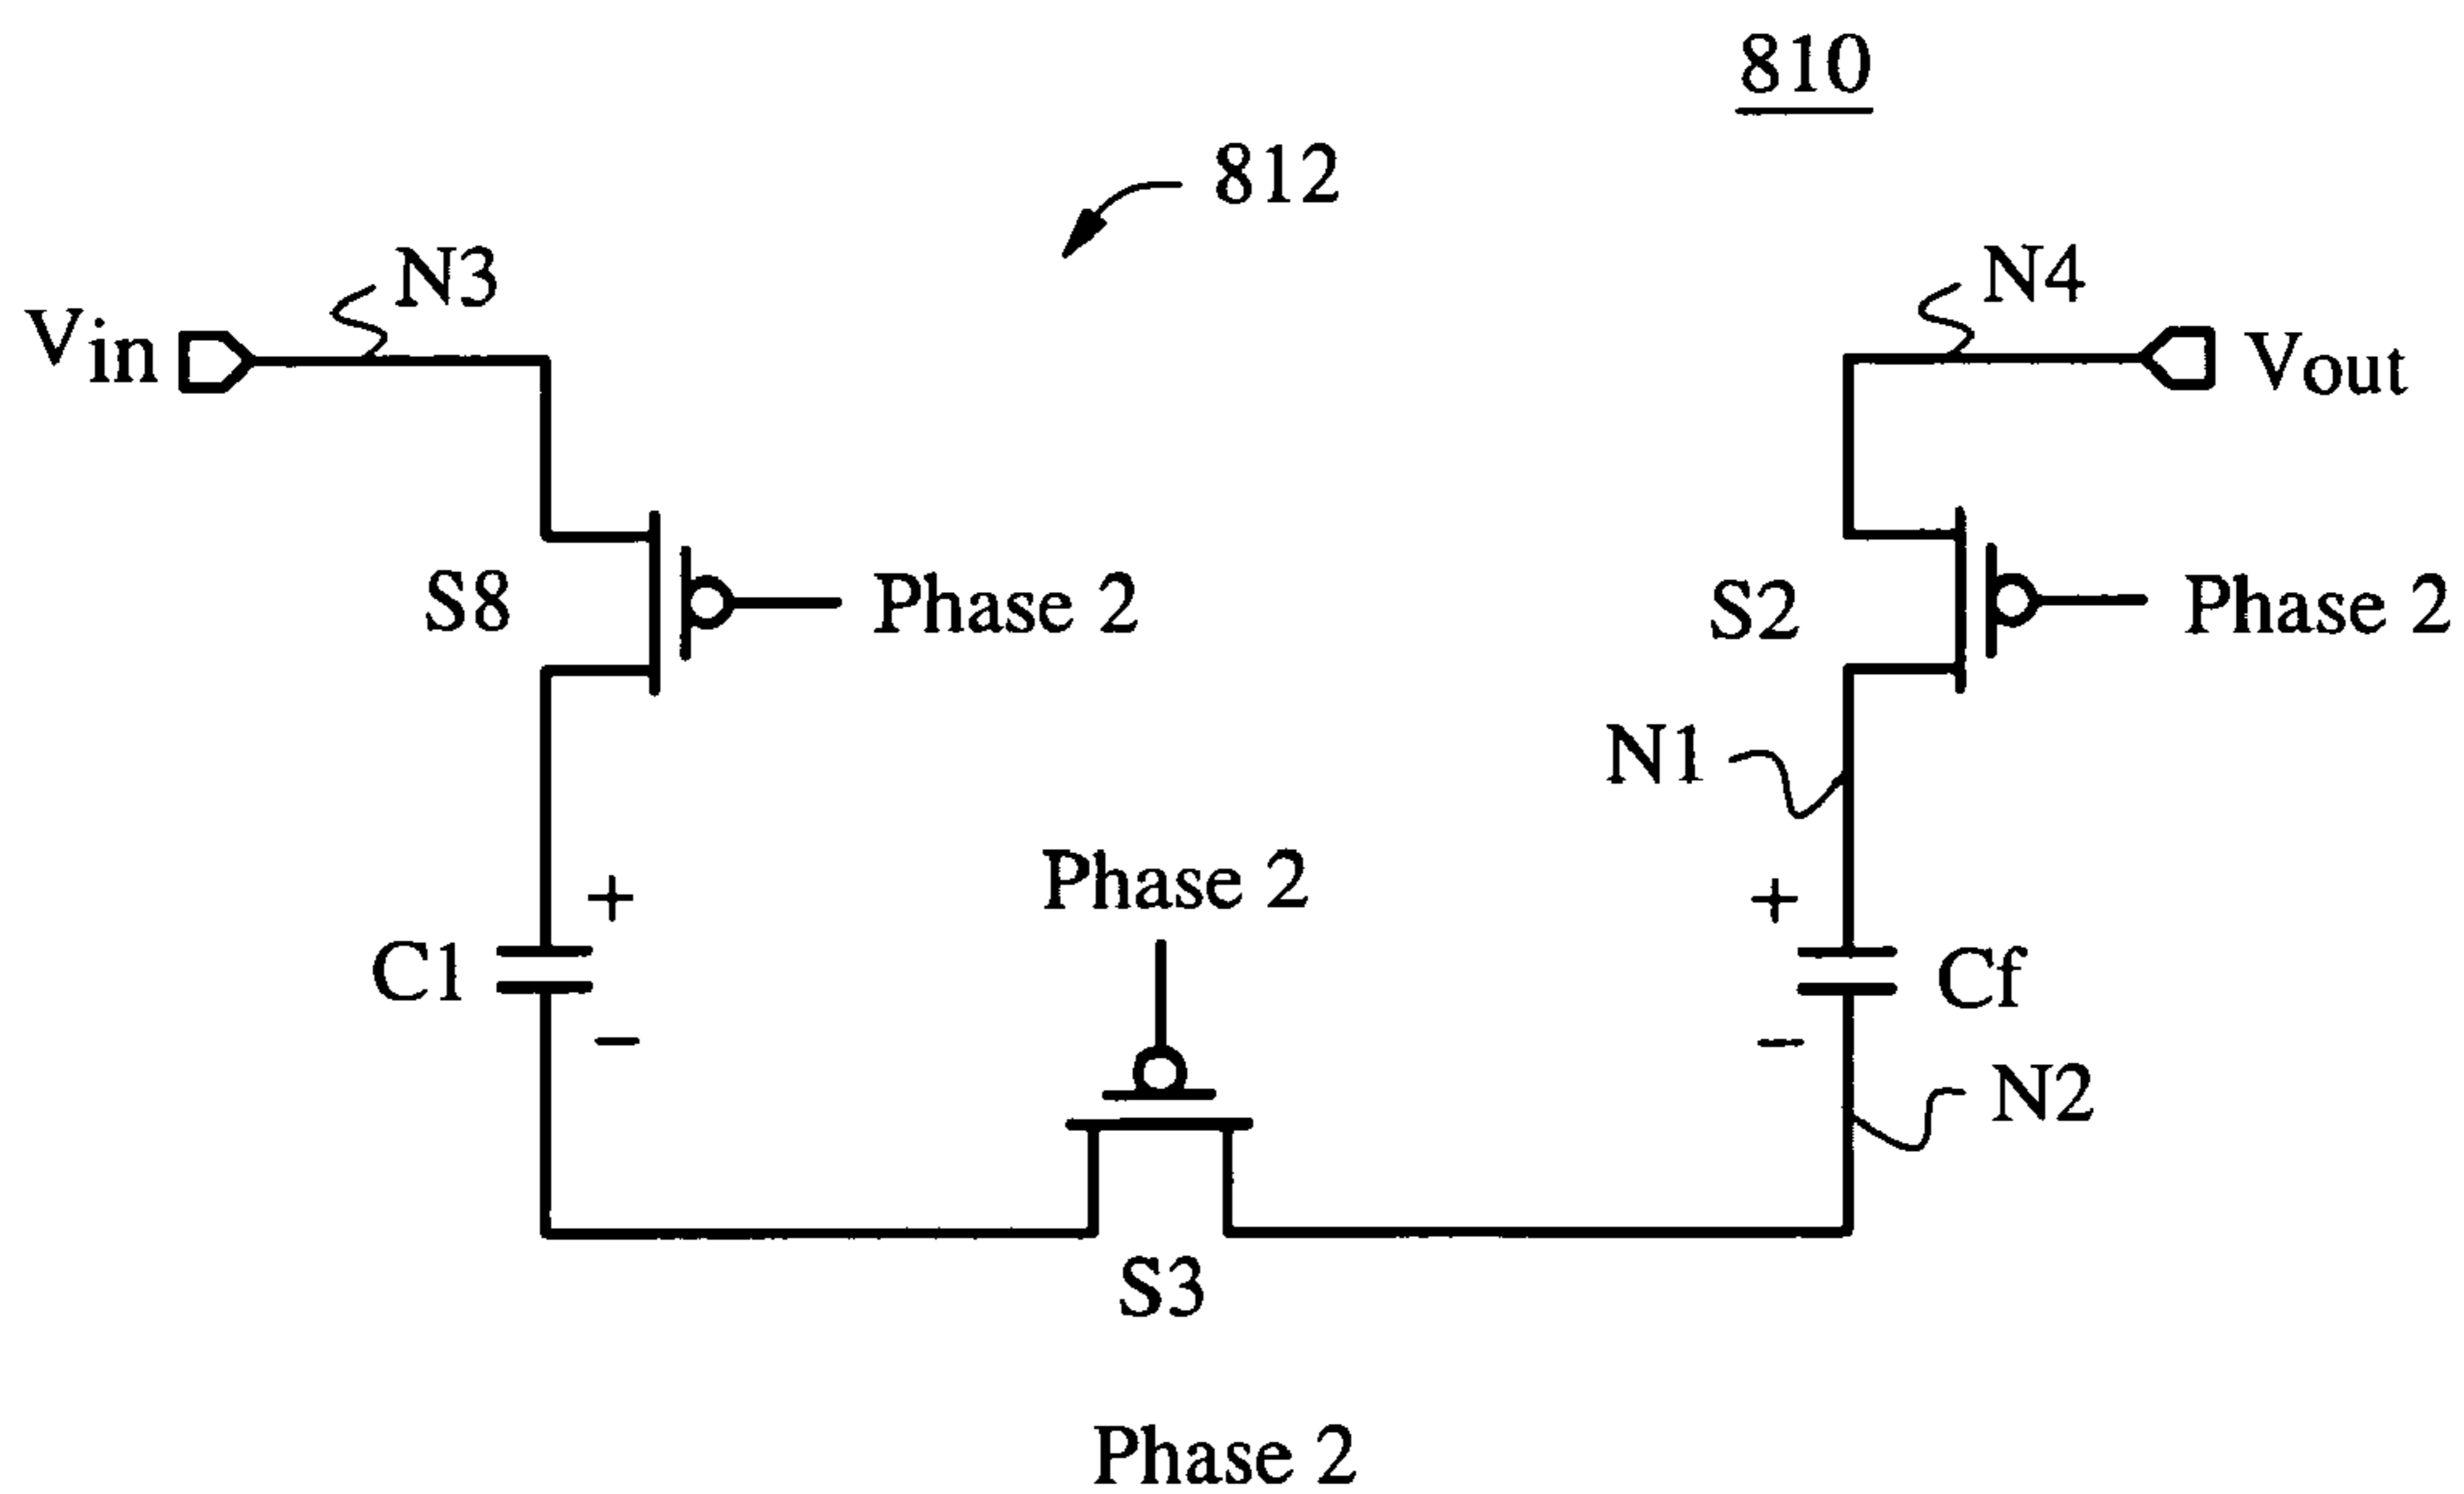 810
812
N3
N4
Vin
Vout
S8
Phase 2
S2
Phase 2
N1
Phase 2
+
+
C1
Cf
−
−
N2
S3
Phase 2